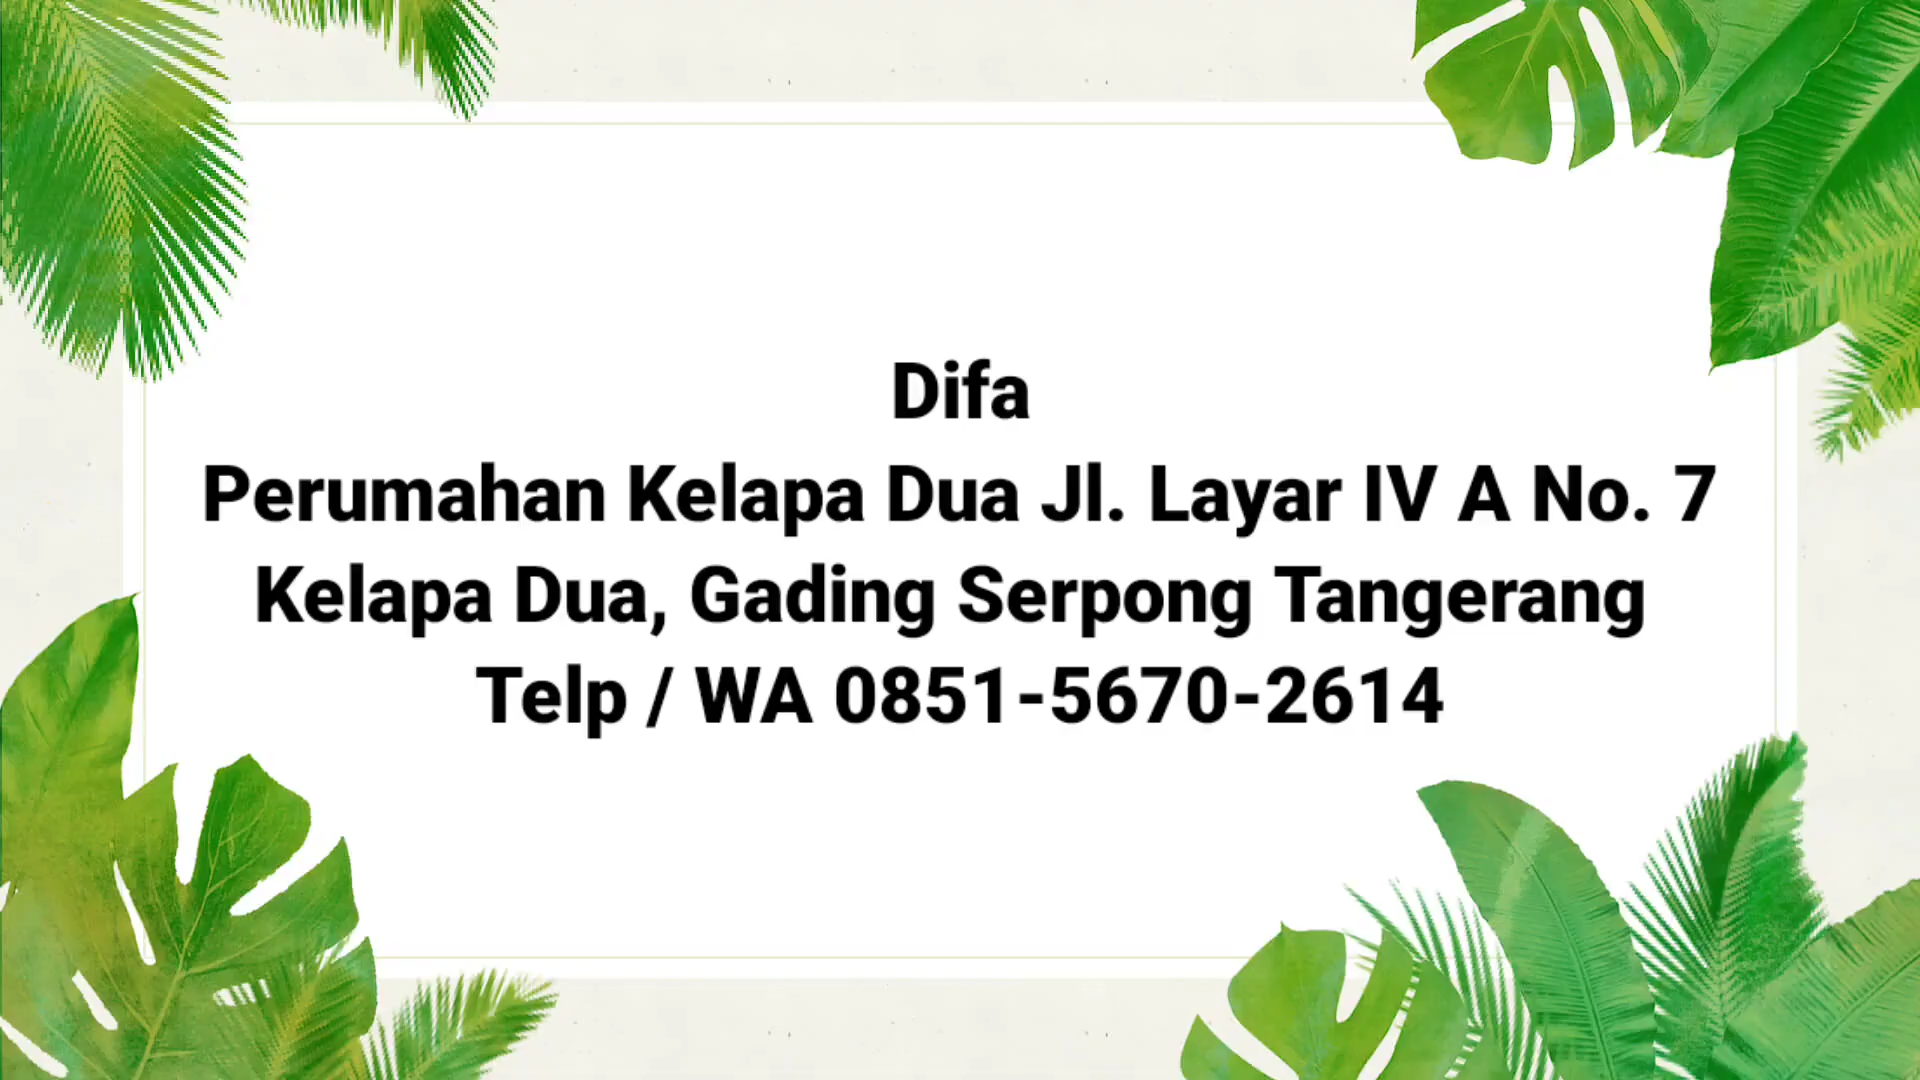 Difa
Perumahan Kelapa Dua Jl. Layar IV A No. 7
Kelapa Dua, Gading Serpong Tangerang
Telp / WA 0851-5670-2614